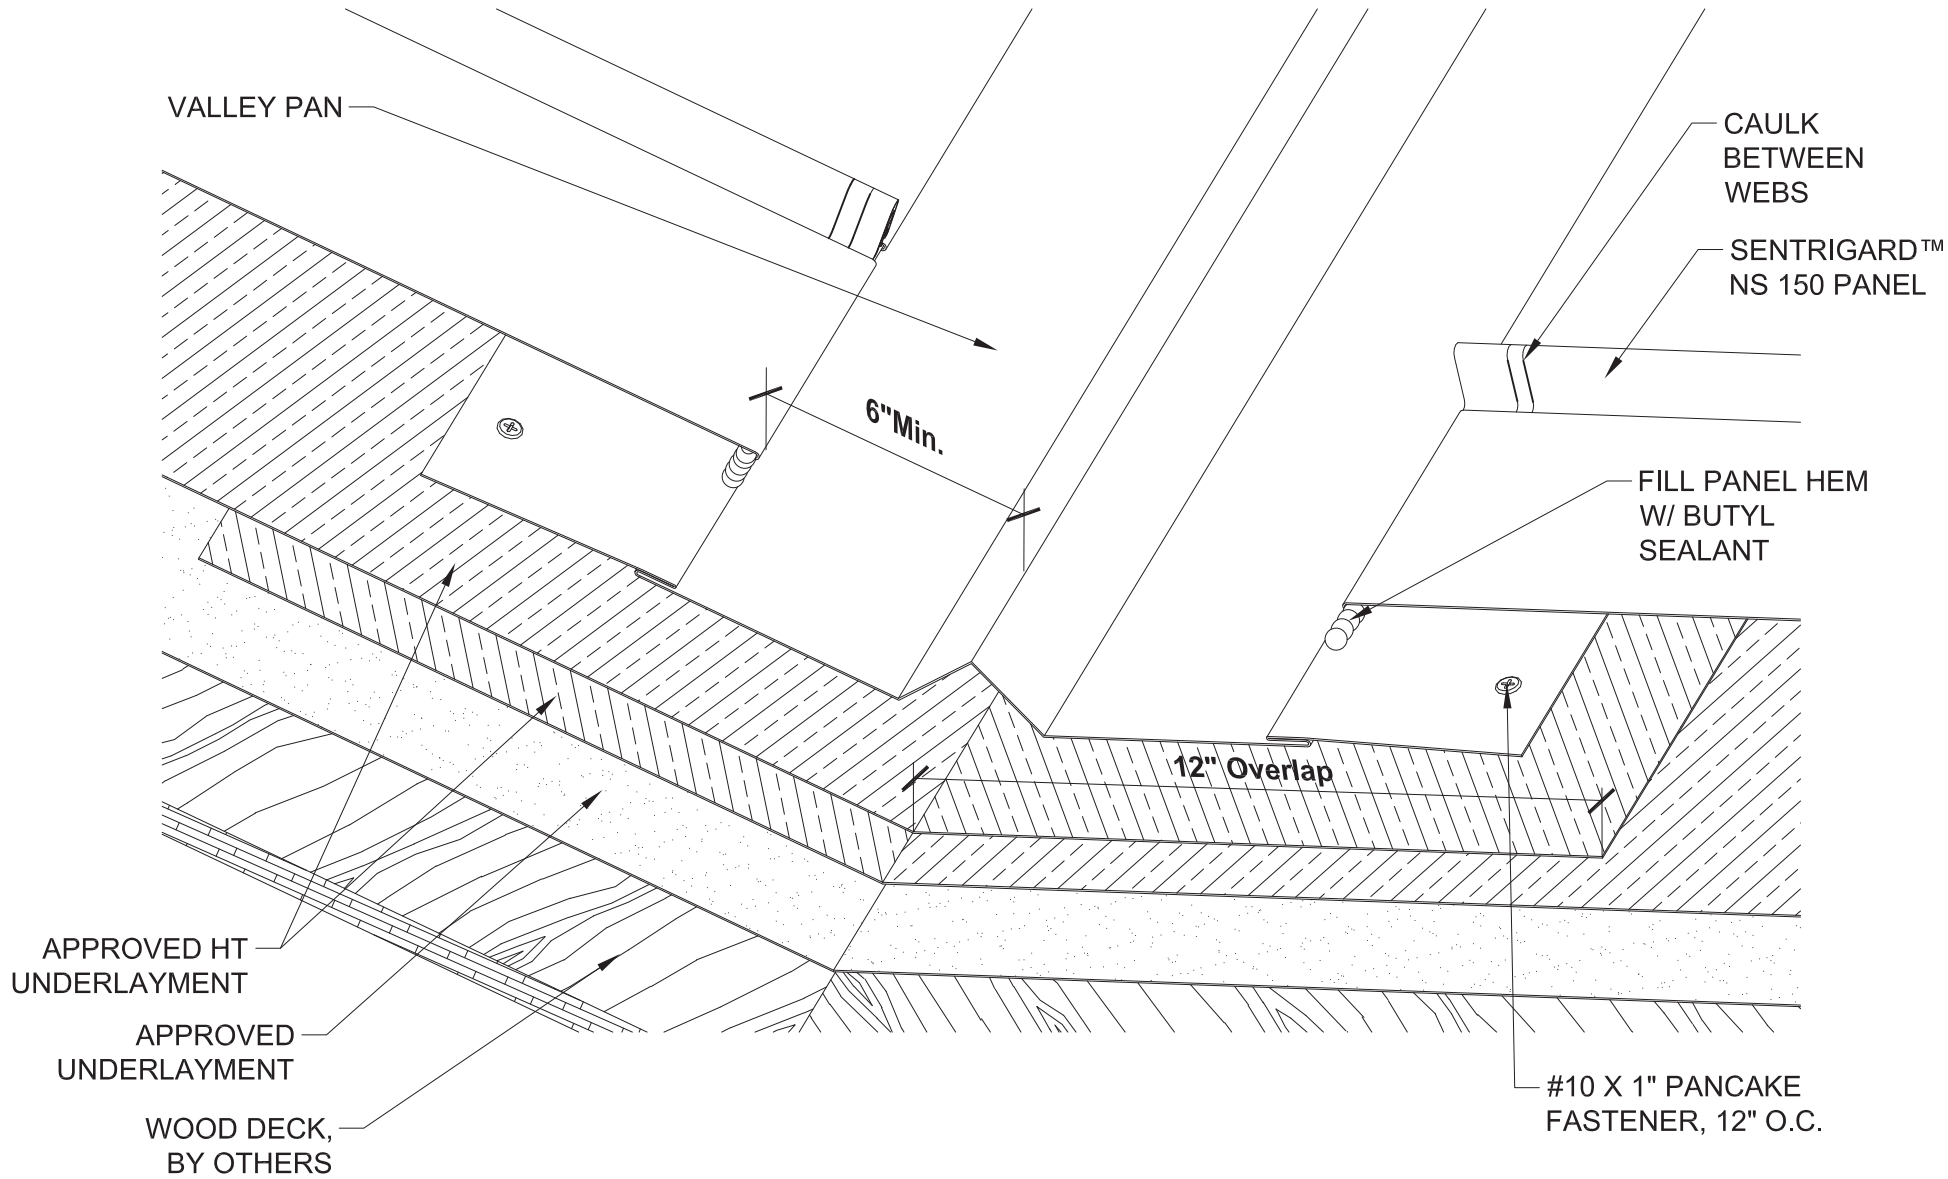 VALLEY PAN
CAULK
BETWEEN
WEBS
SENTRIGARD™
NS 150 PANEL
6"Min.
FILL PANEL HEM
W/ BUTYL
SEALANT
12" Overlap
APPROVED HT
UNDERLAYMENT
APPROVED
UNDERLAYMENT
WOOD DECK,
BY OTHERS
#10 X 1" PANCAKE
FASTENER, 12" O.C.